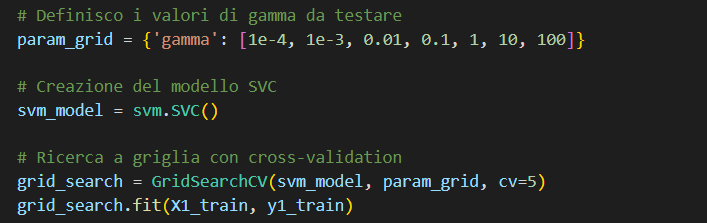 # Definisco i valori di gamma da testare
param_grid = {'gamma': [1e-4, 1e-3, 0.01, 0.1, 1, 10, 100]}
# Creazione del modello SVC
svm_model = svm.SVC()
# Ricerca a griglia con cross-validation
grid_search = GridSearchCV(svm_model, param_grid, cv=5)
grid_search.fit(X1_train, y1_train)